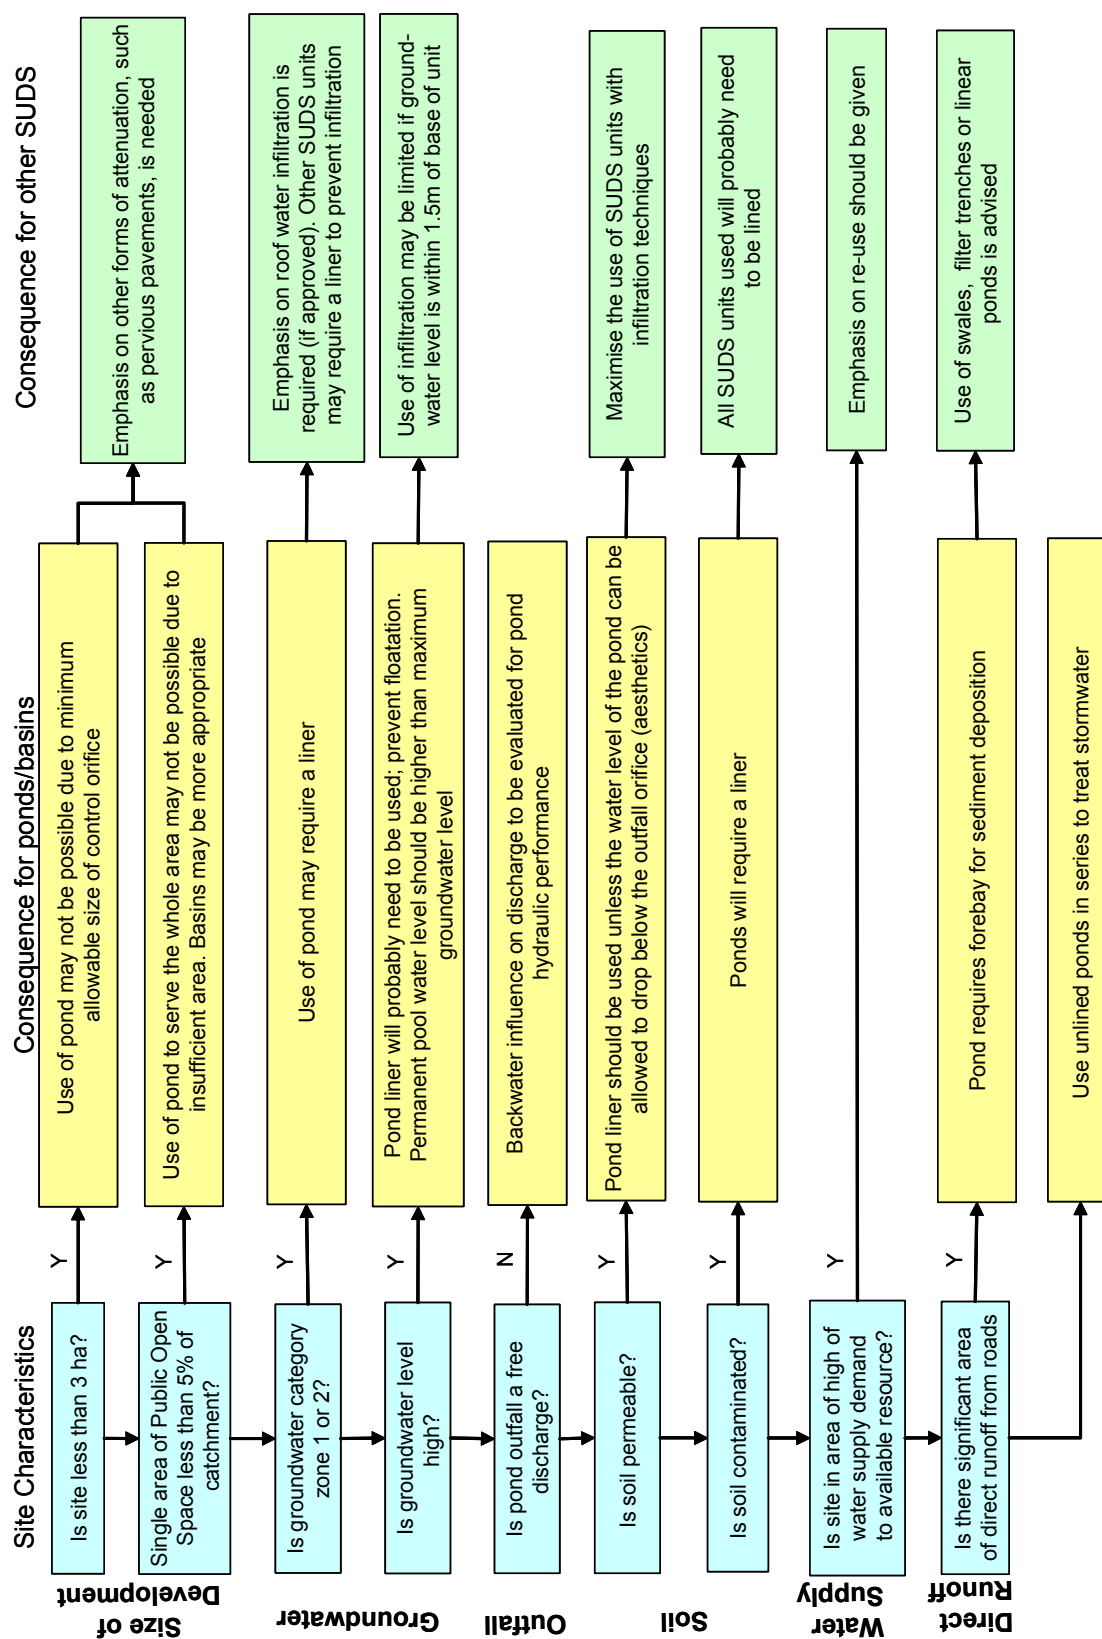 Site Characteristics
Consequence for ponds/basins
Consequence for other SUDS
Size of
Development
Is site less than 3 ha?
Y
Use of pond may not be possible due to minimum
allowable size of control orifice
Single area of Public Open
Space less than 5% of
catchment?
Y
Use of pond to serve the whole area may not be possible due to
insufficient area. Basins may be more appropriate
Emphasis on other forms of attenuation, such
as pervious pavements, is needed
Groundwater
Is groundwater category
zone 1 or 2?
Y
Use of pond may require a liner
Emphasis on roof water infiltration is
required (if approved). Other SUDS units
may require a liner to prevent infiltration
Is groundwater level
high?
Y
Pond liner will probably need to be used; prevent floatation.
Permanent pool water level should be higher than maximum
groundwater level
Use of infiltration may be limited if ground-
water level is within 1.5m of base of unit
Outfall
Is pond outfall a free
discharge?
N
Backwater influence on discharge to be evaluated for pond
hydraulic performance
Soil
Is soil permeable?
Y
Pond liner should be used unless the water level of the pond can be
allowed to drop below the outfall orifice (aesthetics)
Maximise the use of SUDS units with
infiltration techniques
Is soil contaminated?
Y
Ponds will require a liner
All SUDS units used will probably need
to be lined
Water
Supply
Is site in area of high of
water supply demand
to available resource?
Y
Emphasis on re-use should be given
Direct
Runoff
Is there significant area
of direct runoff from roads
Y
Pond requires forebay for sediment deposition
Use of swales, filter trenches or linear
ponds is advised
Use unlined ponds in series to treat stormwater